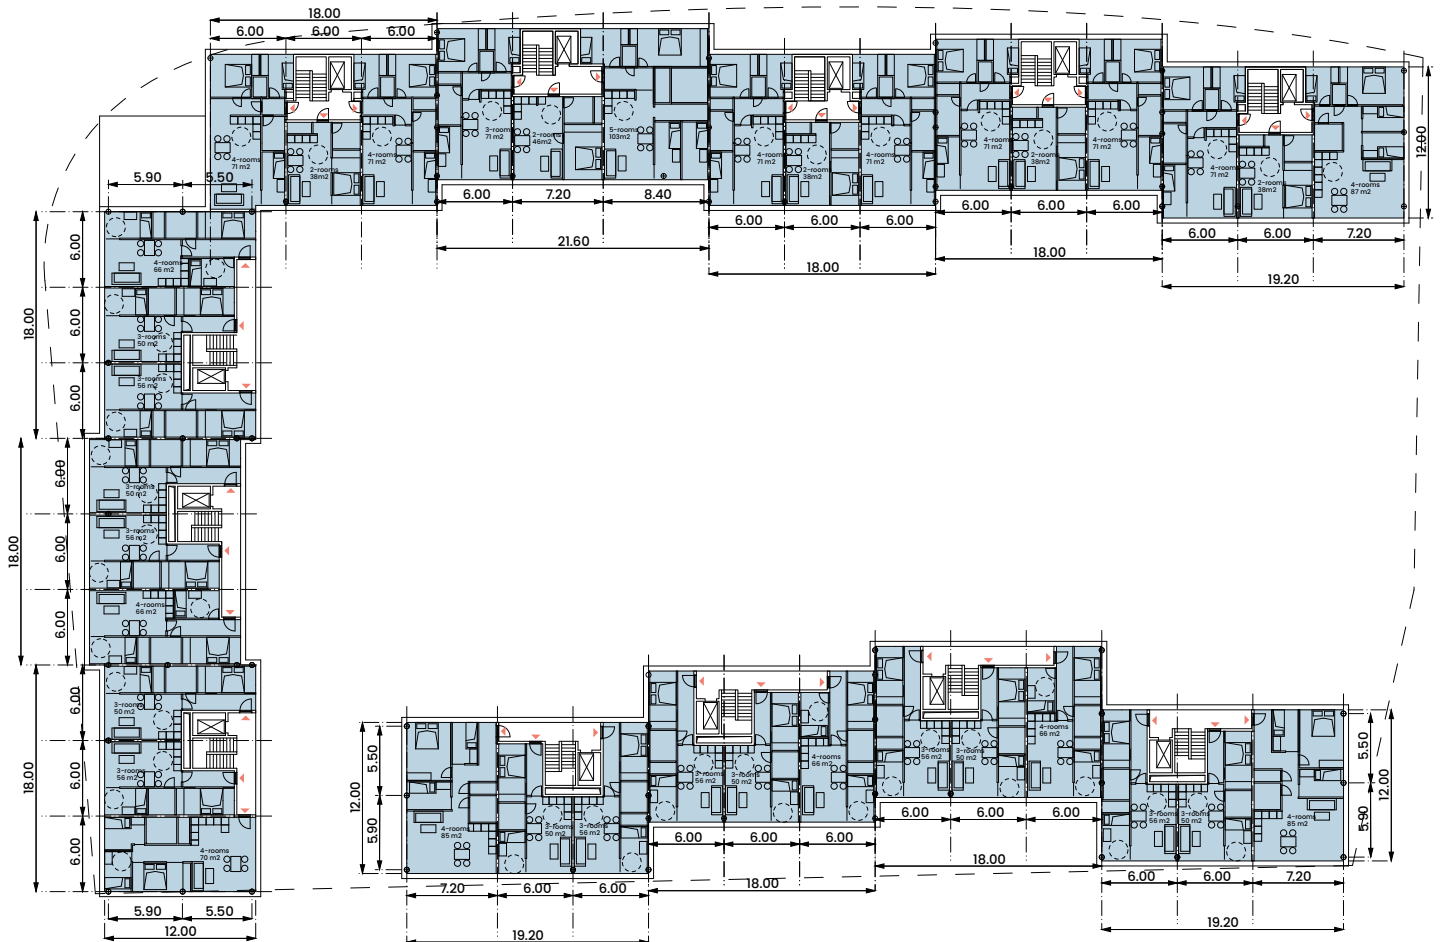 18.00
6.00 6.00 6.00
4-rooms
71 m2
2-rooms
38m2
4-rooms
71 m2
3-rooms
71 m2
2-rooms
46m2
5-rooms
103m2
4-rooms
71 m2
2-rooms
38m2
4-rooms
71 m2
4-rooms
71 m2
2-rooms
38m2
4-rooms
71 m2
4-rooms
71 m2
2-rooms
38m2
4-rooms
87 m2
12.00
5.90 5.50
6.00 7.20 8.40
21.60
6.00 6.00 6.00
18.00
6.00 6.00 6.00
18.00
6.00 6.00 7.20
19.20
18.00
6.00
6.00
6.00
4-rooms
66 m2
3-rooms
50 m2
3-rooms
56 m2
18.00
6.00
6.00
6.00
3-rooms
50 m2
3-rooms
56 m2
4-rooms
66 m2
18.00
6.00
6.00
6.00
3-rooms
50 m2
3-rooms
56 m2
4-rooms
70 m2
5.90 5.50
12.00
12.00
5.50
5.90
4-rooms
85 m2
3-rooms
50 m2
3-rooms
56 m2
7.20 6.00 6.00
19.20
3-rooms
56 m2
3-rooms
50 m2
4-rooms
66 m2
6.00 6.00 6.00
18.00
3-rooms
56 m2
3-rooms
50 m2
4-rooms
66 m2
6.00 6.00 6.00
18.00
3-rooms
56 m2
3-rooms
50 m2
4-rooms
85 m2
5.50
5.90
12.00
6.00 6.00 7.20
19.20